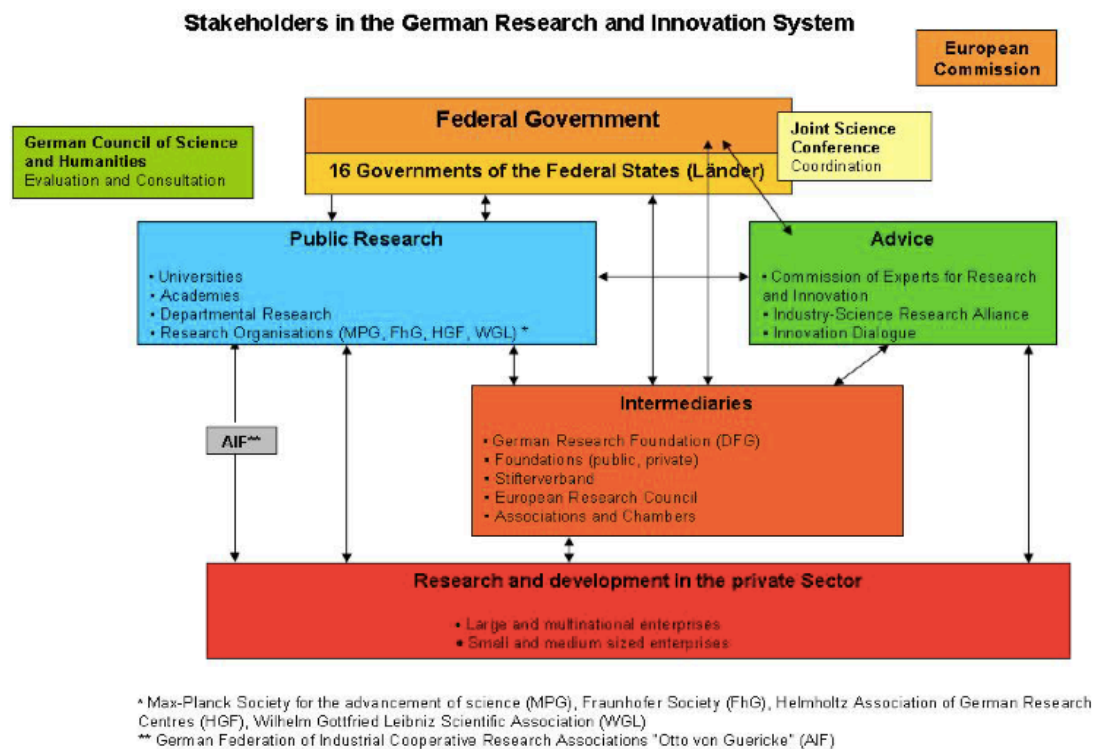 Stakeholders in the German Research and Innovation System
European
Commission
Federal Government
German Council of Science
and Humanities
Evaluation and Consultation
Joint Science
Conference
Coordination
16 Governments of the Federal States (Länder)
Public Research
• Universities
• Academies
• Departmental Research
• Research Organisations (MPG, FhG, HGF, WGL) *
Advice
• Commission of Experts for Research
and Innovation
• Industry-Science Research Alliance
• Innovation Dialogue
Intermediaries
• German Research Foundation (DFG)
• Foundations (public, private)
• Stifterverband
• European Research Council
• Associations and Chambers
AIF**
Research and development in the private Sector
• Large and multinational enterprises
• Small and medium sized enterprises
* Max-Planck Society for the advancement of science (MPG), Fraunhofer Society (FhG), Helmholtz Association of German Research
Centres (HGF), Wilhelm Gottfried Leibniz Scientific Association (WGL)
** German Federation of Industrial Cooperative Research Associations "Otto von Guericke" (AIF)